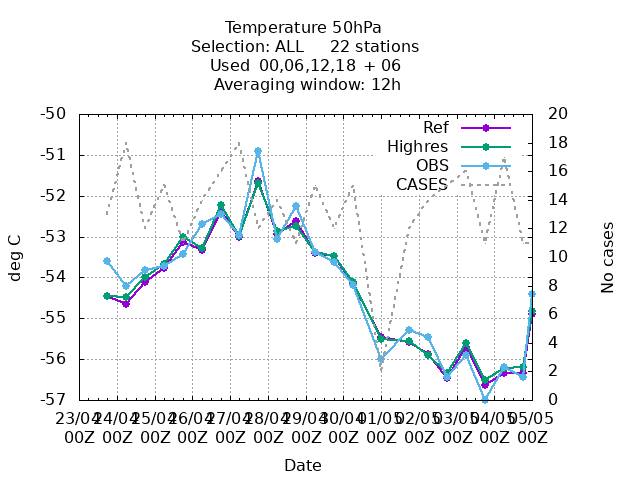 Temperature 50hPa
Selection: ALL 22 stations
Used 00,06,12,18 + 06
Averaging window: 12h
Ref
Highres
OBS
CASES
deg C
-50
-51
-52
-53
-54
-55
-56
-57
No cases
20
18
16
14
12
10
8
6
4
2
0
23/04 24/04 25/04 26/04 27/04 28/04 29/04 30/04 01/05 02/05 03/05 04/05 05/05
00Z 00Z 00Z 00Z 00Z 00Z 00Z 00Z 00Z 00Z 00Z 00Z 00Z
Date